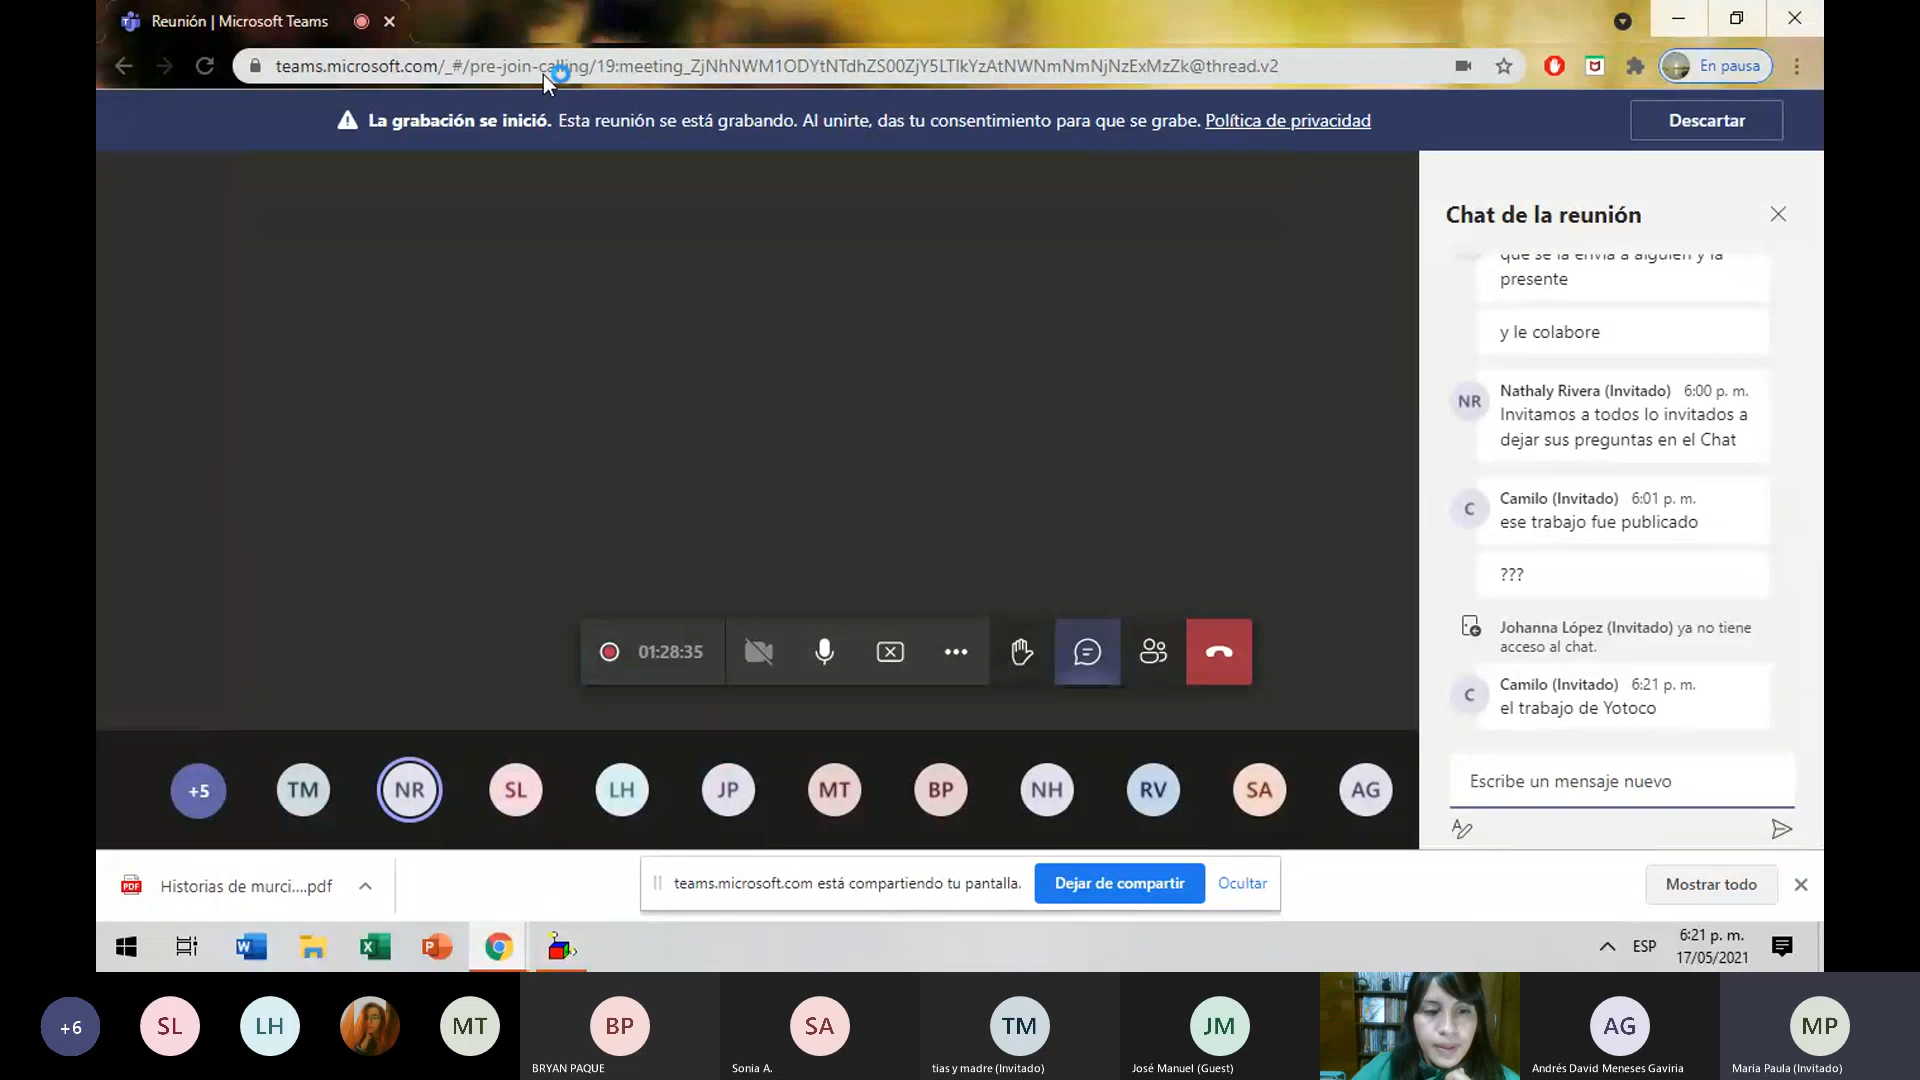 Reunión | Microsoft Teams
teams.microsoft.com/_#/pre-join-calling/19:meeting_ZjNhNWM1ODYtNTdhZS00ZjY5LTlkYzAtNWNmNmNjNzExMzZk@thread.v2
En pausa
La grabación se inició. Esta reunión se está grabando. Al unirte, das tu consentimiento para que se grabe. Política de privacidad
Descartar
Chat de la reunión
que se la envía a alguien y la
presente
y le colabore
NR
Nathaly Rivera (Invitado) 6:00 p. m.
Invitamos a todos lo invitados a
dejar sus preguntas en el Chat
C
Camilo (Invitado) 6:01 p. m.
ese trabajo fue publicado
???
Johanna López (Invitado) ya no tiene
acceso al chat.
C
Camilo (Invitado) 6:21 p. m.
el trabajo de Yotoco
Escribe un mensaje nuevo
01:28:35
+5 TM NR SL LH JP MT BP NH RV SA AG
PDF
Historias de murci....pdf
teams.microsoft.com está compartiendo tu pantalla.
Dejar de compartir
Ocultar
Mostrar todo
ESP
6:21 p. m.
17/05/2021
+6 SL LH MT BP SA TM JM AG MP
BRYAN PAQUE
Sonia A.
tias y madre (Invitado)
José Manuel (Guest)
Andrés David Meneses Gaviria
Maria Paula (Invitado)